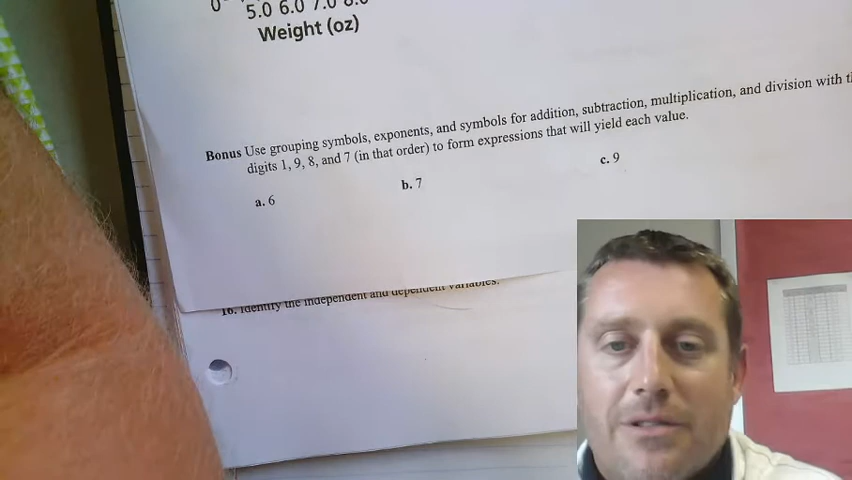 5.0 6.0 7.0 8.0
Weight (oz)
Bonus Use grouping symbols, exponents, and symbols for addition, subtraction, multiplication, and division with
digits 1, 9, 8, and 7 (in that order) to form expressions that will yield each value.
a. 6 b. 7 c. 9
16. Identify the independent and dependent variables.